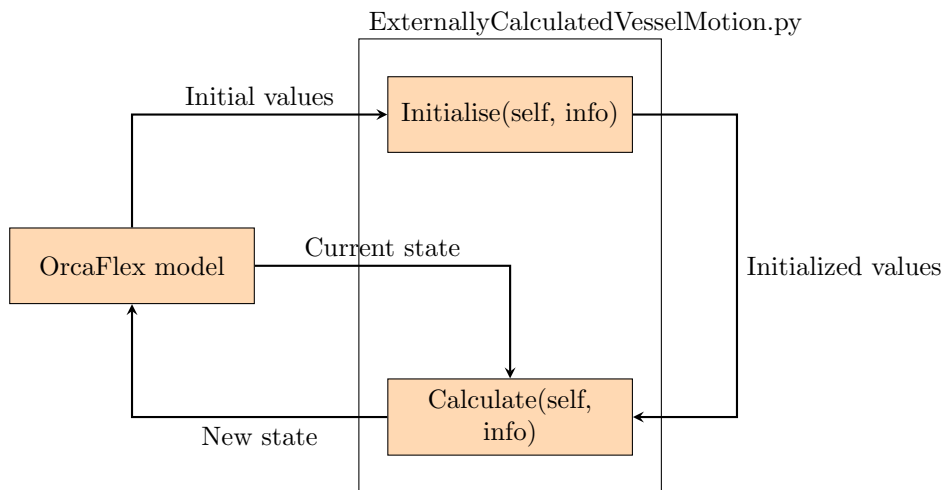 ExternallyCalculatedVesselMotion.py
Initial values
Initialise(self, info)
OrcaFlex model
Current state
Initialized values
Calculate(self,
info)
New state